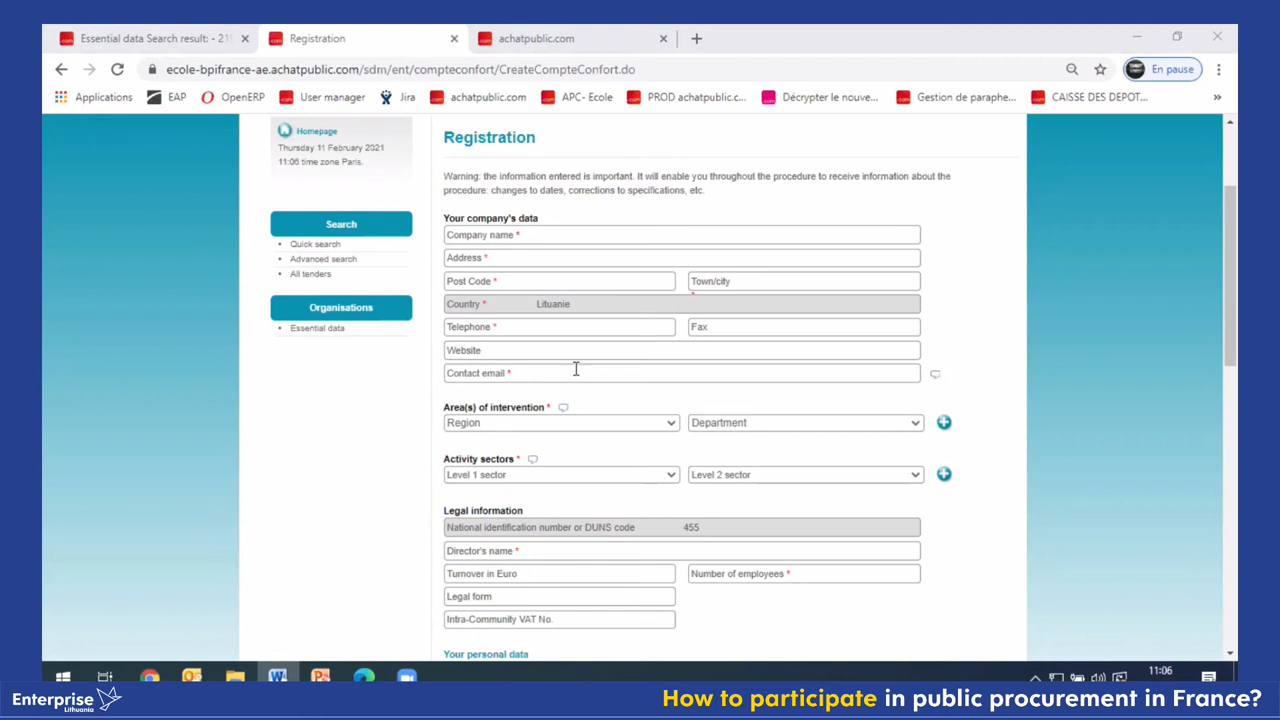 Essential data Search result: - 21
Registration
achatpublic.com
ecole-bpifrance-ae.achatpublic.com/sdm/ent/compteconfort/CreateCompteConfort.do
En pause
Applications
EAP
OpenERP
User manager
Jira
achatpublic.com
APC- Ecole
PROD achatpublic.c...
Décrypter le nouve...
Gestion de paraphe...
CAISSE DES DEPOT...
»
Homepage
Thursday 11 February 2021
11:06 time zone Paris.
Search
• Quick search
• Advanced search
• All tenders
Organisations
• Essential data
Registration
Warning: the information entered is important. It will enable you throughout the procedure to receive information about the
procedure: changes to dates, corrections to specifications, etc.
Your company's data
Company name *
Address *
Post Code *
Town/city
*
Country * Lituanie
Telephone *
Fax
Website
Contact email *
Area(s) of intervention *
Region
Department
Activity sectors *
Level 1 sector
Level 2 sector
Legal information
National identification number or DUNS code 455
Director's name *
Turnover in Euro
Number of employees *
Legal form
Intra-Community VAT No.
Your personal data
11:06
Enterprise
Lithuania
How to participate in public procurement in France?